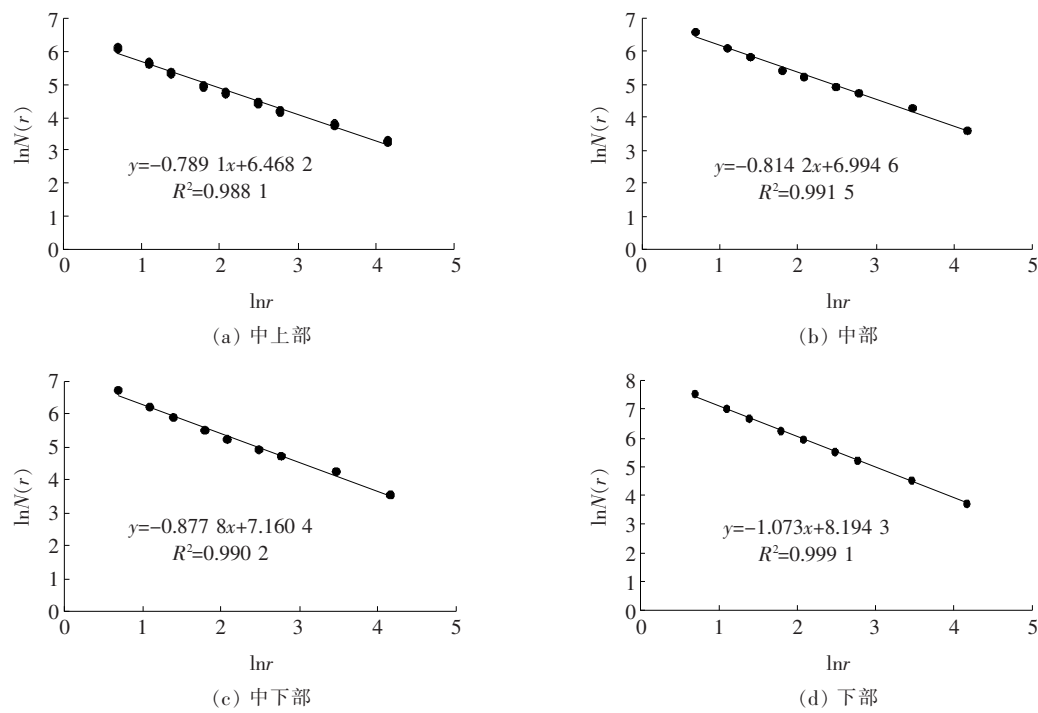 7
6
5
4
3
2
1
0
lnN(r)
y=−0.789 1x+6.468 2
R²=0.988 1
0 1 2 3 4 5
lnr
(a) 中上部
7
6
5
4
3
2
1
0
lnN(r)
y=−0.814 2x+6.994 6
R²=0.991 5
0 1 2 3 4 5
lnr
(b) 中部
7
6
5
4
3
2
1
0
lnN(r)
y=−0.877 8x+7.160 4
R²=0.990 2
0 1 2 3 4 5
lnr
(c) 中下部
8
7
6
5
4
3
2
1
0
lnN(r)
y=−1.073x+8.194 3
R²=0.999 1
0 1 2 3 4 5
lnr
(d) 下部